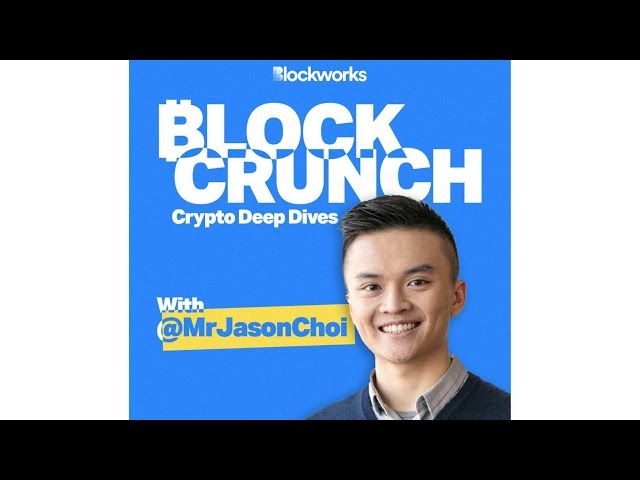 Blockworks
BLOCK
CRUNCH
Crypto Deep Dives
With
@MrJasonChoi